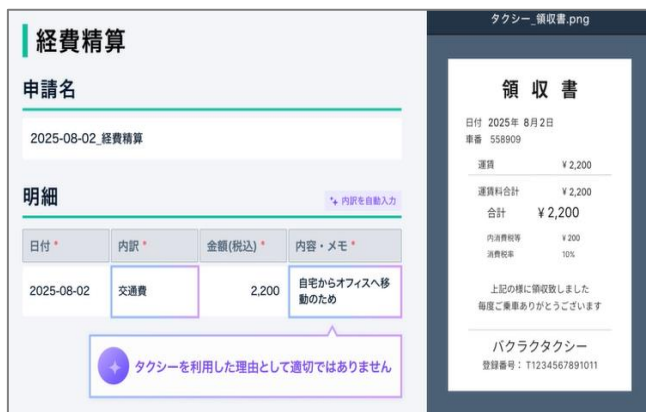 経費精算
申請名
2025-08-02_経費精算
明細
内訳を自動入力
日付 * 内訳 * 金額(税込) * 内容・メモ *
2025-08-02 交通費 2,200 自宅からオフィスへ移
動のため
タクシーを利用した理由として適切ではありません
タクシー_領収書.png
領 収 書
日付 2025年 8月2日
車番 558909
運賃 ¥ 2,200
運賃料合計 ¥ 2,200
合計 ¥ 2,200
内消費税等 ¥ 200
消費税率 10%
上記の様に領収致しました
毎度ご乗車ありがとうございます
バクラクタクシー
登録番号：T1234567891011